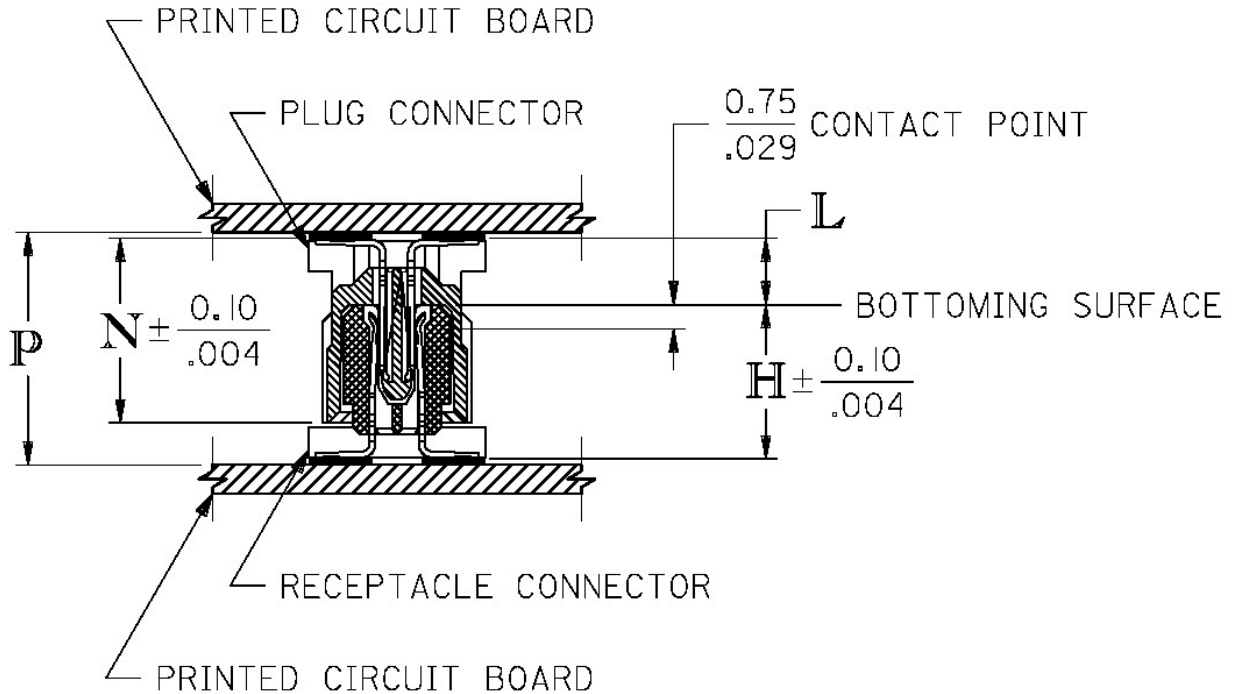 PRINTED CIRCUIT BOARD
PLUG CONNECTOR
0.75
.029
CONTACT POINT
L
BOTTOMING SURFACE
P
N ± 0.10
.004
H ± 0.10
.004
RECEPTACLE CONNECTOR
PRINTED CIRCUIT BOARD